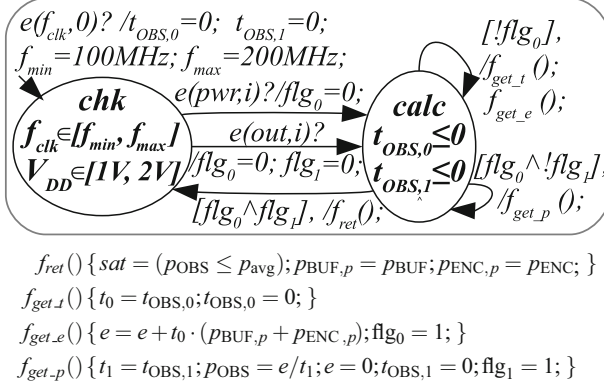 e(f_clk,0)? /t_OBS,0=0; t_OBS,1=0;
f_min=100MHz; f_max=200MHz;
[!flg_0],
/f_get_t ();
f_get_e ();
chk
f_clk∈[f_min, f_max]
V_DD∈[1V, 2V]
e(pwr,i)?/flg_0=0;
e(out,i)?
/flg_0=0; flg_1=0;
calc
t_OBS,0≤0
t_OBS,1≤0
^
[flg_0^!flg_1],
/f_get_p ();
[flg_0^flg_1], /f_ret();
f_ret(){sat = (p_OBS ≤ p_avg); p_BUF,p = p_BUF; p_ENC,p = p_ENC; }
f_get_t(){t_0 = t_OBS,0; t_OBS,0 = 0; }
f_get_e(){e = e + t_0 · (p_BUF,p + p_ENC,p); flg_0 = 1; }
f_get_p(){t_1 = t_OBS,1; p_OBS = e/t_1; e = 0; t_OBS,1 = 0; flg_1 = 1; }